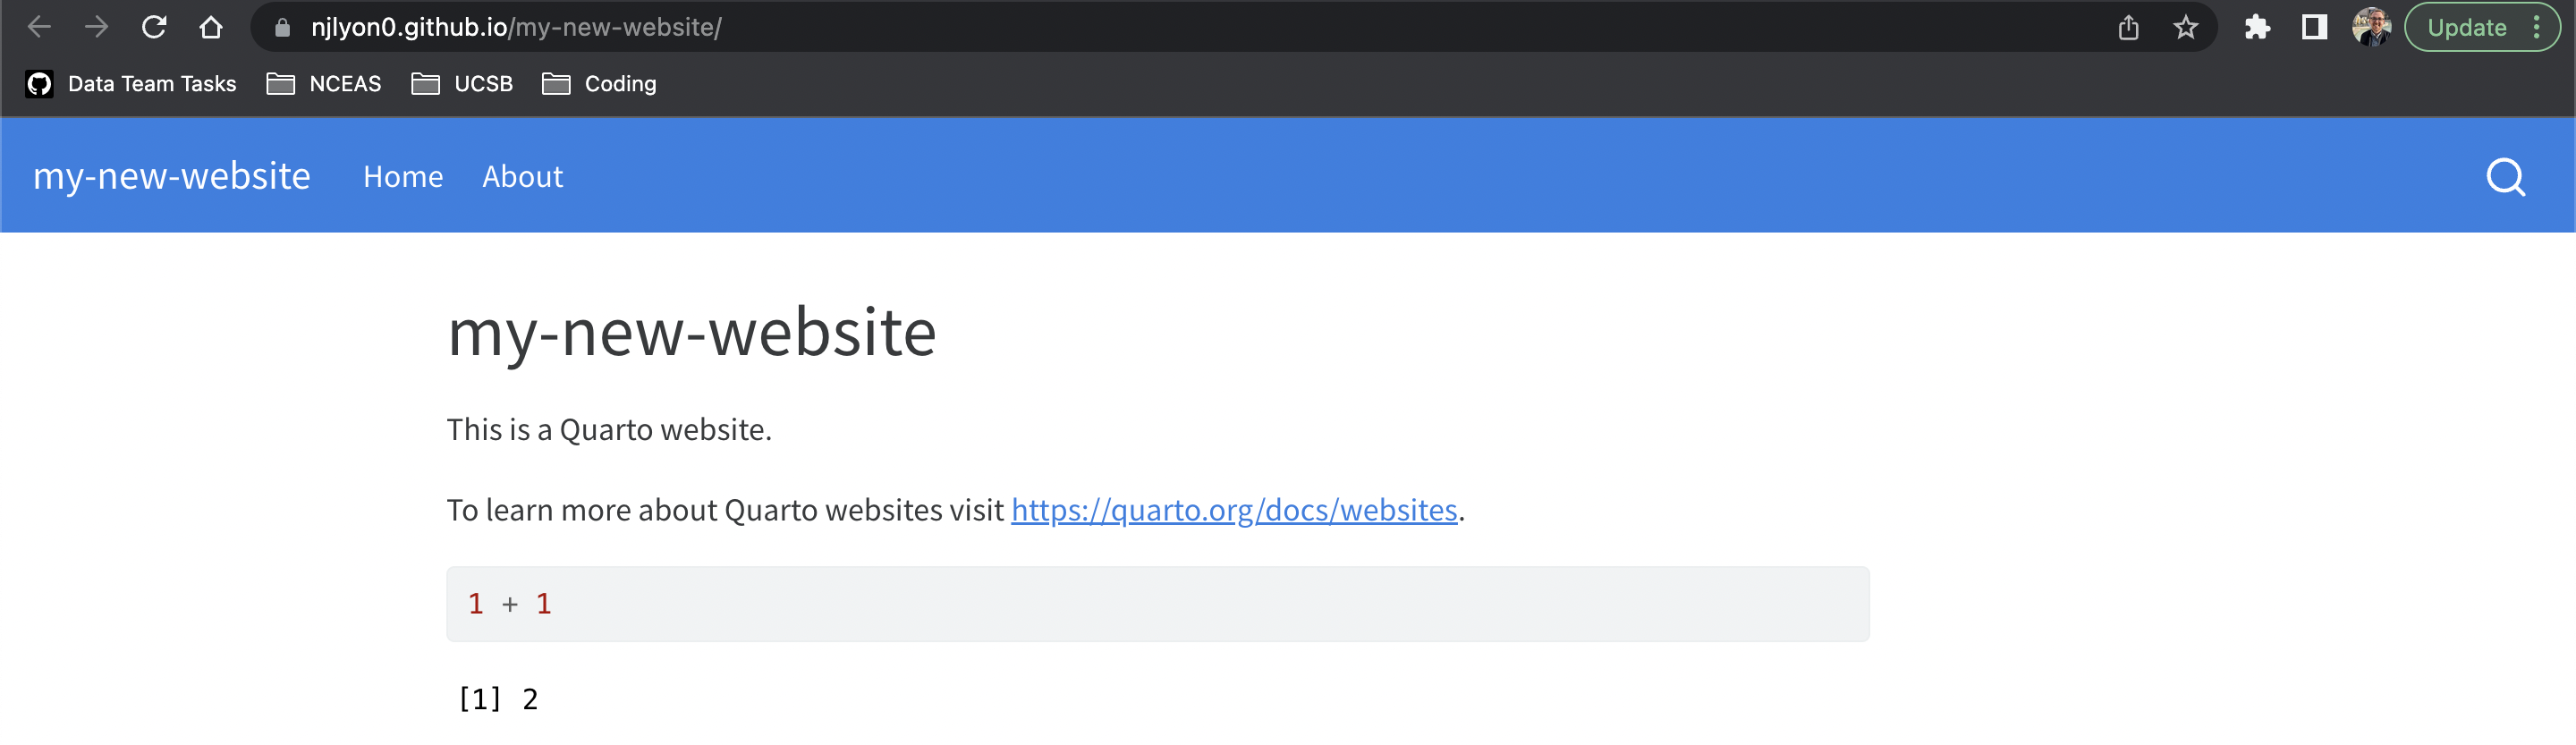 njlyon0.github.io/my-new-website/
Update
Data Team Tasks NCEAS UCSB Coding
my-new-website Home About
my-new-website
This is a Quarto website.
To learn more about Quarto websites visit https://quarto.org/docs/websites.
1 + 1
[1] 2